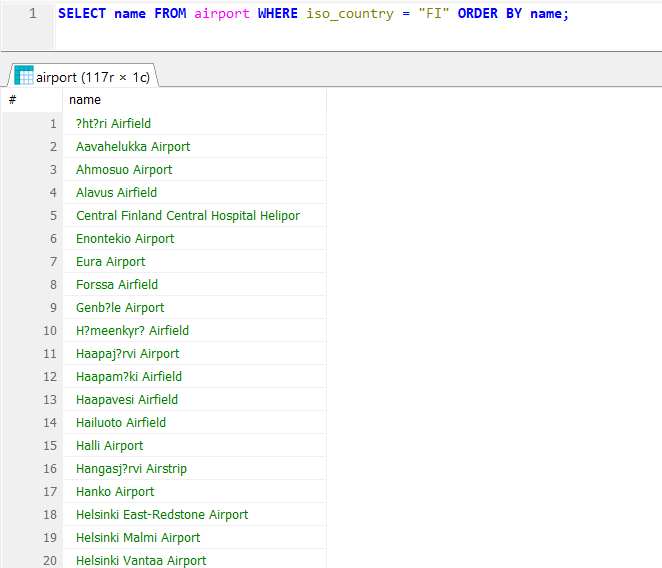 1 SELECT name FROM airport WHERE iso_country = "FI" ORDER BY name;
airport (117r × 1c)
# name
1 ?ht?ri Airfield
2 Aavahelukka Airport
3 Ahmosuo Airport
4 Alavus Airfield
5 Central Finland Central Hospital Helipor
6 Enontekio Airport
7 Eura Airport
8 Forssa Airfield
9 Genb?le Airport
10 H?meenkyr? Airfield
11 Haapaj?rvi Airport
12 Haapam?ki Airfield
13 Haapavesi Airfield
14 Hailuoto Airfield
15 Halli Airport
16 Hangasj?rvi Airstrip
17 Hanko Airport
18 Helsinki East-Redstone Airport
19 Helsinki Malmi Airport
20 Helsinki Vantaa Airport